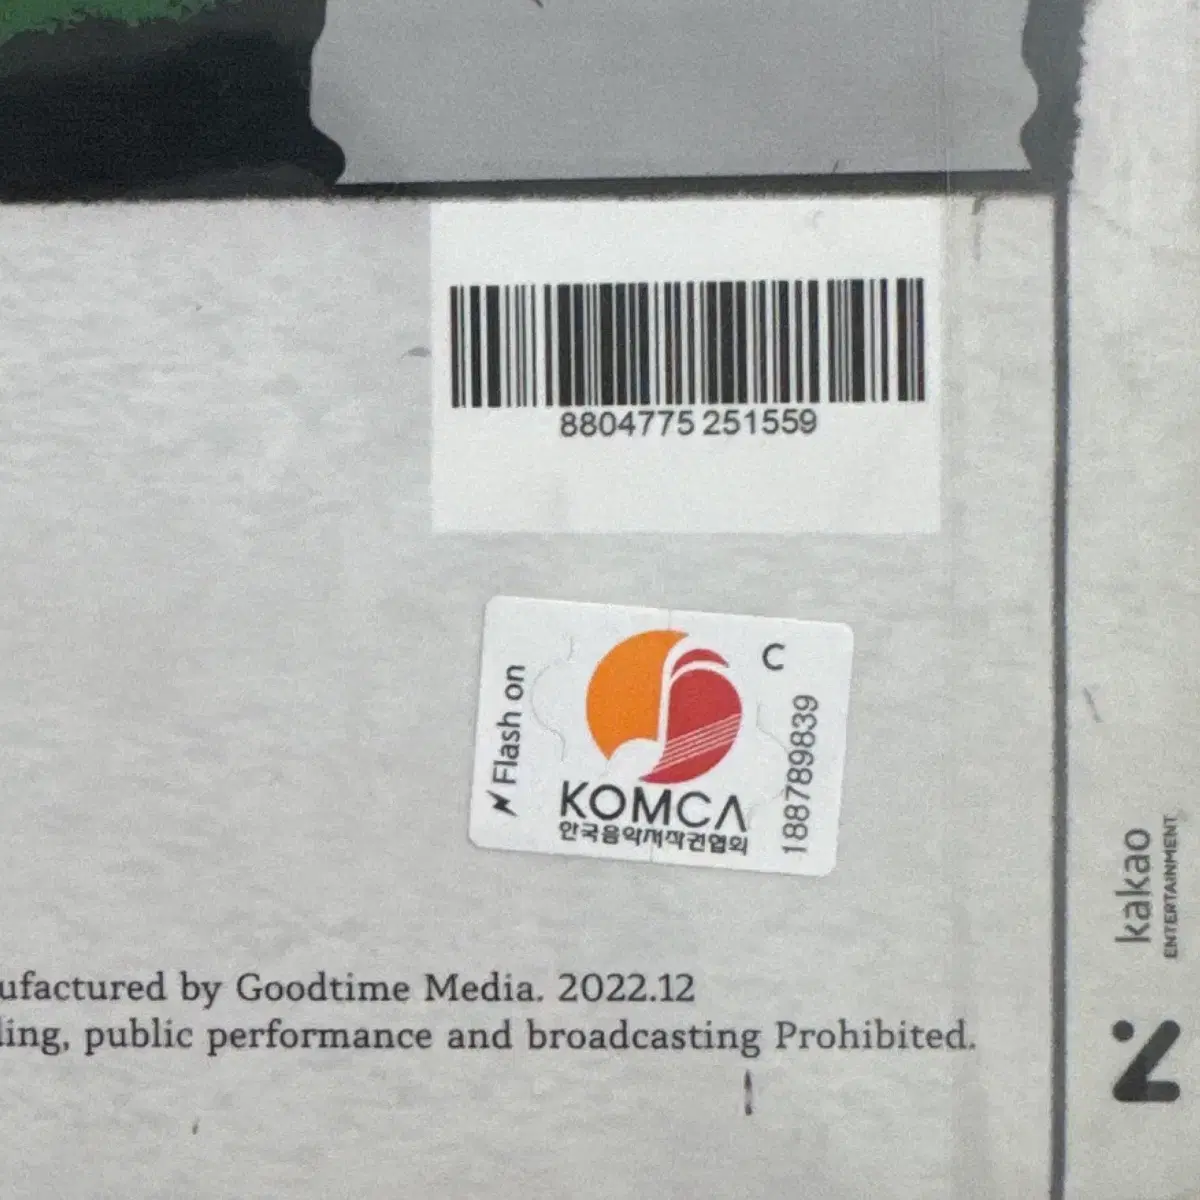 8804775 251559
Flash on
C
188789839
KOMCA
한국음악저작권협회
kakao
ENTERTAINMENT
ufactured by Goodtime Media. 2022.12
ling, public performance and broadcasting Prohibited.